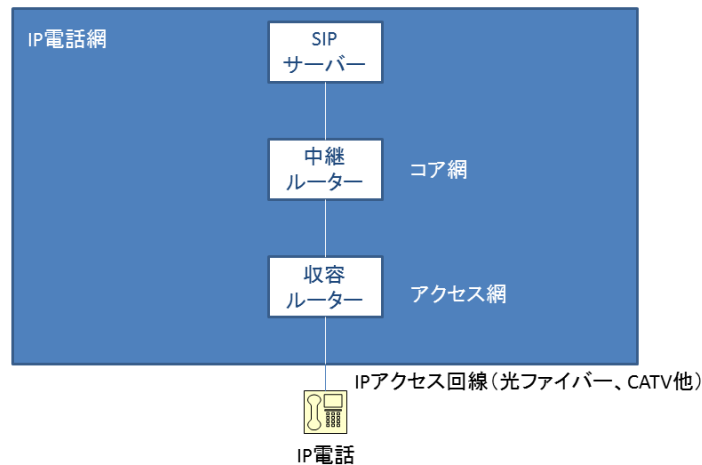 IP電話網
SIP
サーバー
中継
ルーター
コア網
収容
ルーター
アクセス網
IPアクセス回線（光ファイバー、CATV他）
IP電話